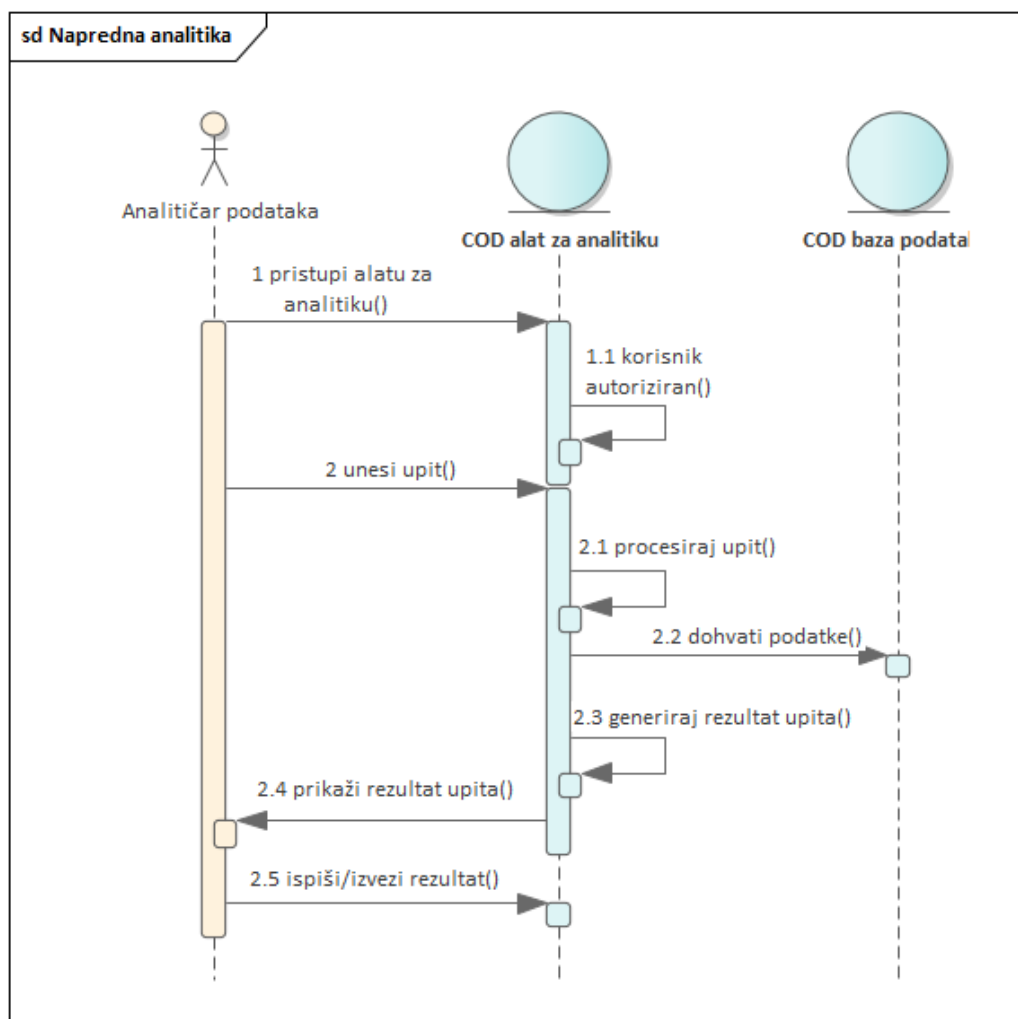 sd Napredna analitika
Analitičar podataka
COD alat za analitiku
COD baza
1 pristupi alatu za
analitiku()
1.1 korisnik
autoriziran()
2 unesi upit()
2.1 procesiraj upit()
2.2 dohvati podatke()
2.3 generiraj rezultat upita()
2.4 prikaži rezultat upita()
2.5 ispiši/izvezi rezultat()